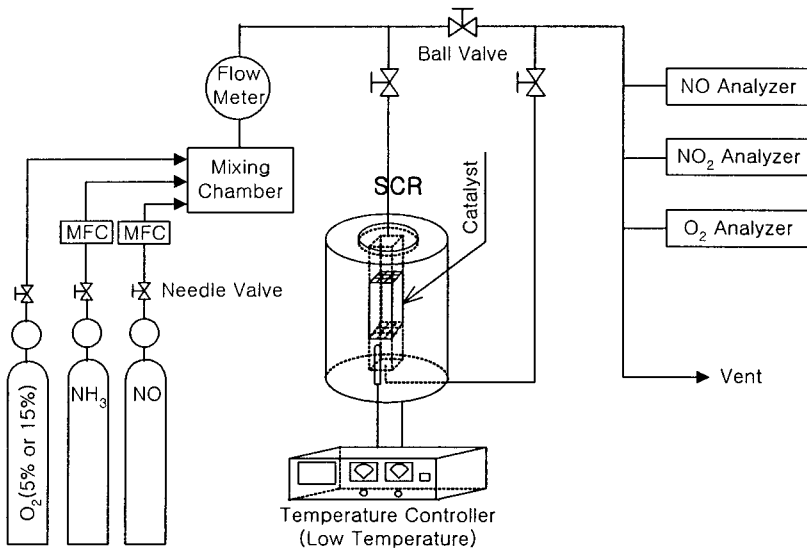 Flow
Meter
Ball Valve
NO Analyzer
NO₂ Analyzer
O₂ Analyzer
Mixing
Chamber
SCR
Catalyst
MFC
MFC
Needle Valve
O₂(5% or 15%)
NH₃
NO
Vent
Temperature Controller
(Low Temperature)